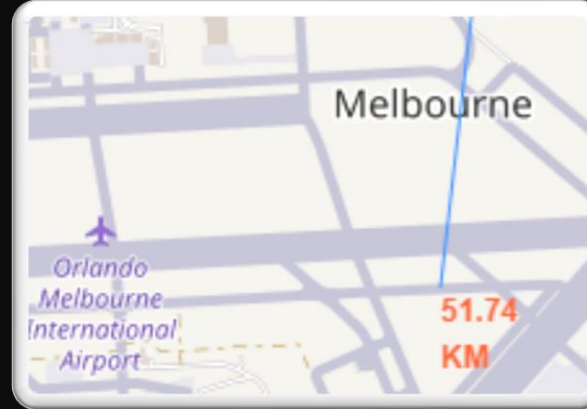 Melbourne
Orlando
Melbourne
International
Airport
51.74
KM